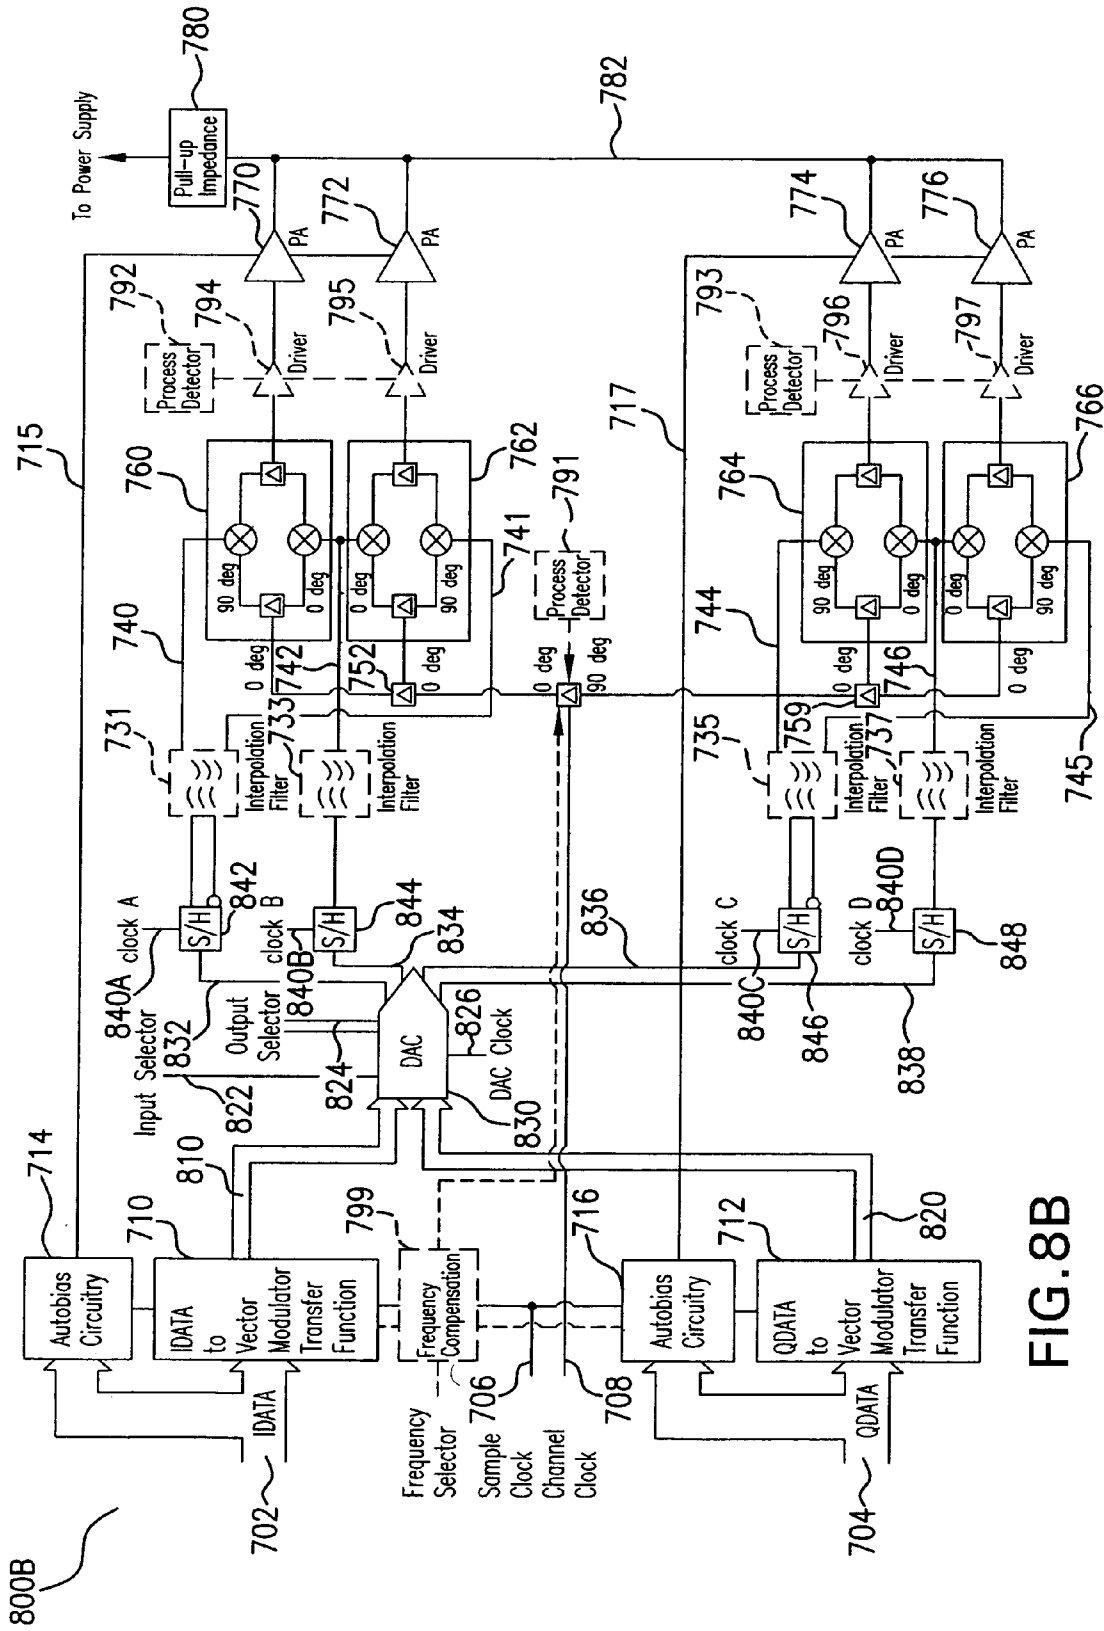 800B
702
IDATA
714
Autobias
Circuitry
715
710
IDATA
to
Vector
Modulator
Transfer
Function
810
Input Selector
822
Output
Selector
824
832
840A
clock A
S/H
842
clock B
840B
S/H
844
834
DAC
830
826
DAC Clock
731
Interpolation
Filter
733
Interpolation
Filter
740
742
741
0 deg
752
0 deg
760
90 deg
0 deg
0 deg
90 deg
762
792
Process
Detector
794
Driver
795
Driver
770
PA
772
PA
To Power Supply
Pull-up
Impedance
780
782
799
Frequency
Compensation
Frequency
Selector
706
Sample
Clock
Channel
Clock
708
791
Process
Detector
0 deg
90 deg
704
QDATA
716
Autobias
Circuitry
717
712
QDATA
to
Vector
Modulator
Transfer
Function
820
836
838
clock C
840C
S/H
846
clock D
840D
S/H
848
735
Interpolation
Filter
737
Interpolation
Filter
744
759
746
745
0 deg
0 deg
764
90 deg
0 deg
0 deg
90 deg
766
793
Process
Detector
796
Driver
797
Driver
774
PA
776
PA
FIG.8B